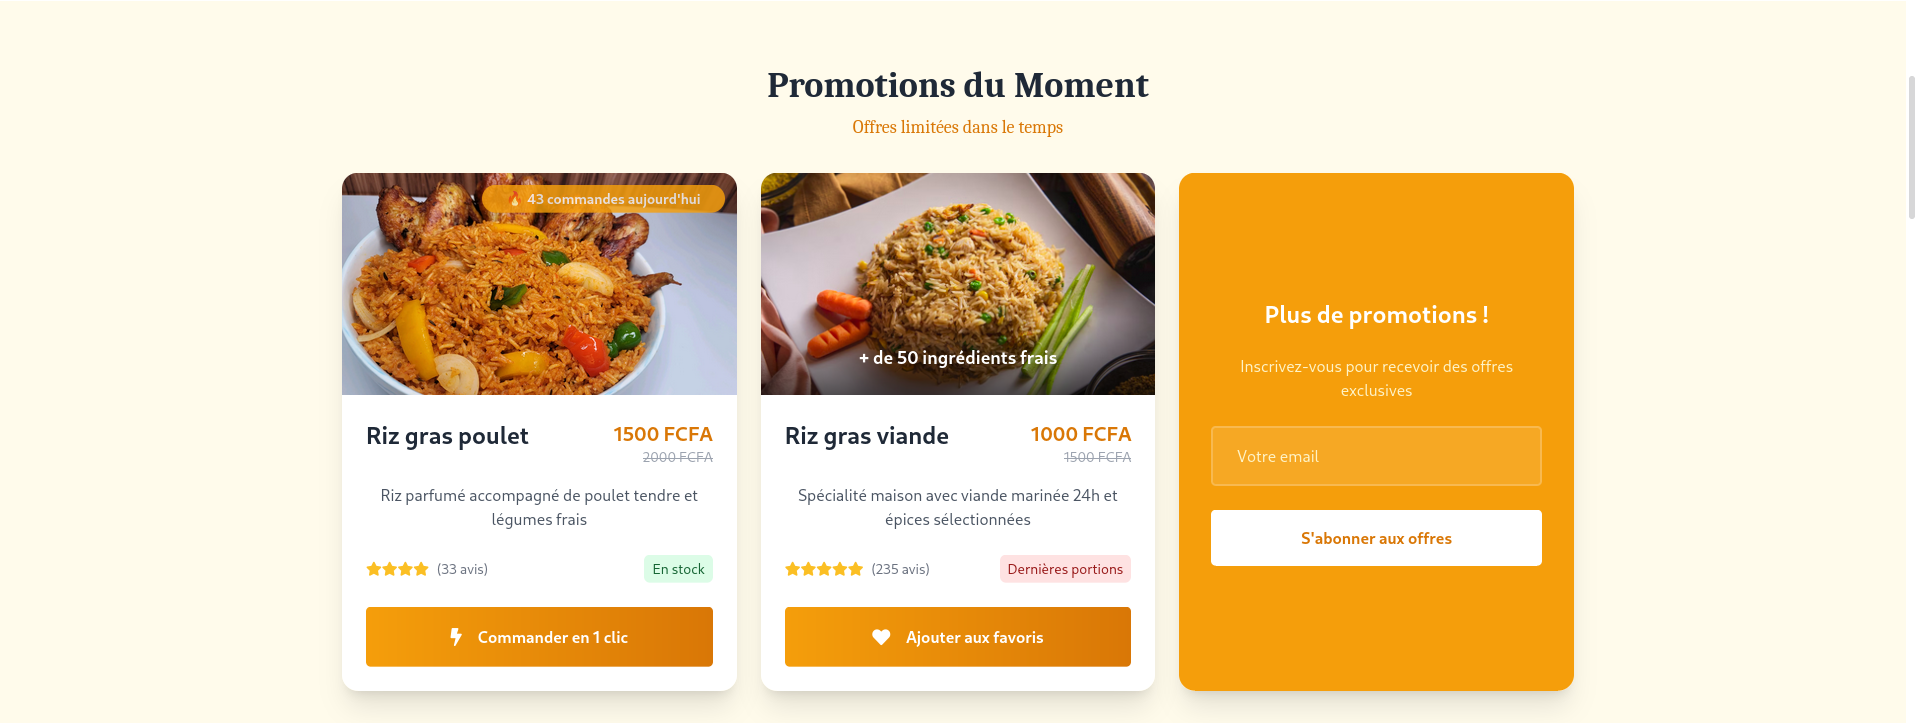 Promotions du Moment
Offres limitées dans le temps
🔥 43 commandes aujourd'hui
Riz gras poulet
1500 FCFA
2000 FCFA
Riz parfumé accompagné de poulet tendre et
légumes frais
(33 avis)
En stock
Commander en 1 clic
+ de 50 ingrédients frais
Riz gras viande
1000 FCFA
1500 FCFA
Spécialité maison avec viande marinée 24h et
épices sélectionnées
(235 avis)
Dernières portions
Ajouter aux favoris
Plus de promotions !
Inscrivez-vous pour recevoir des offres
exclusives
Votre email
S'abonner aux offres